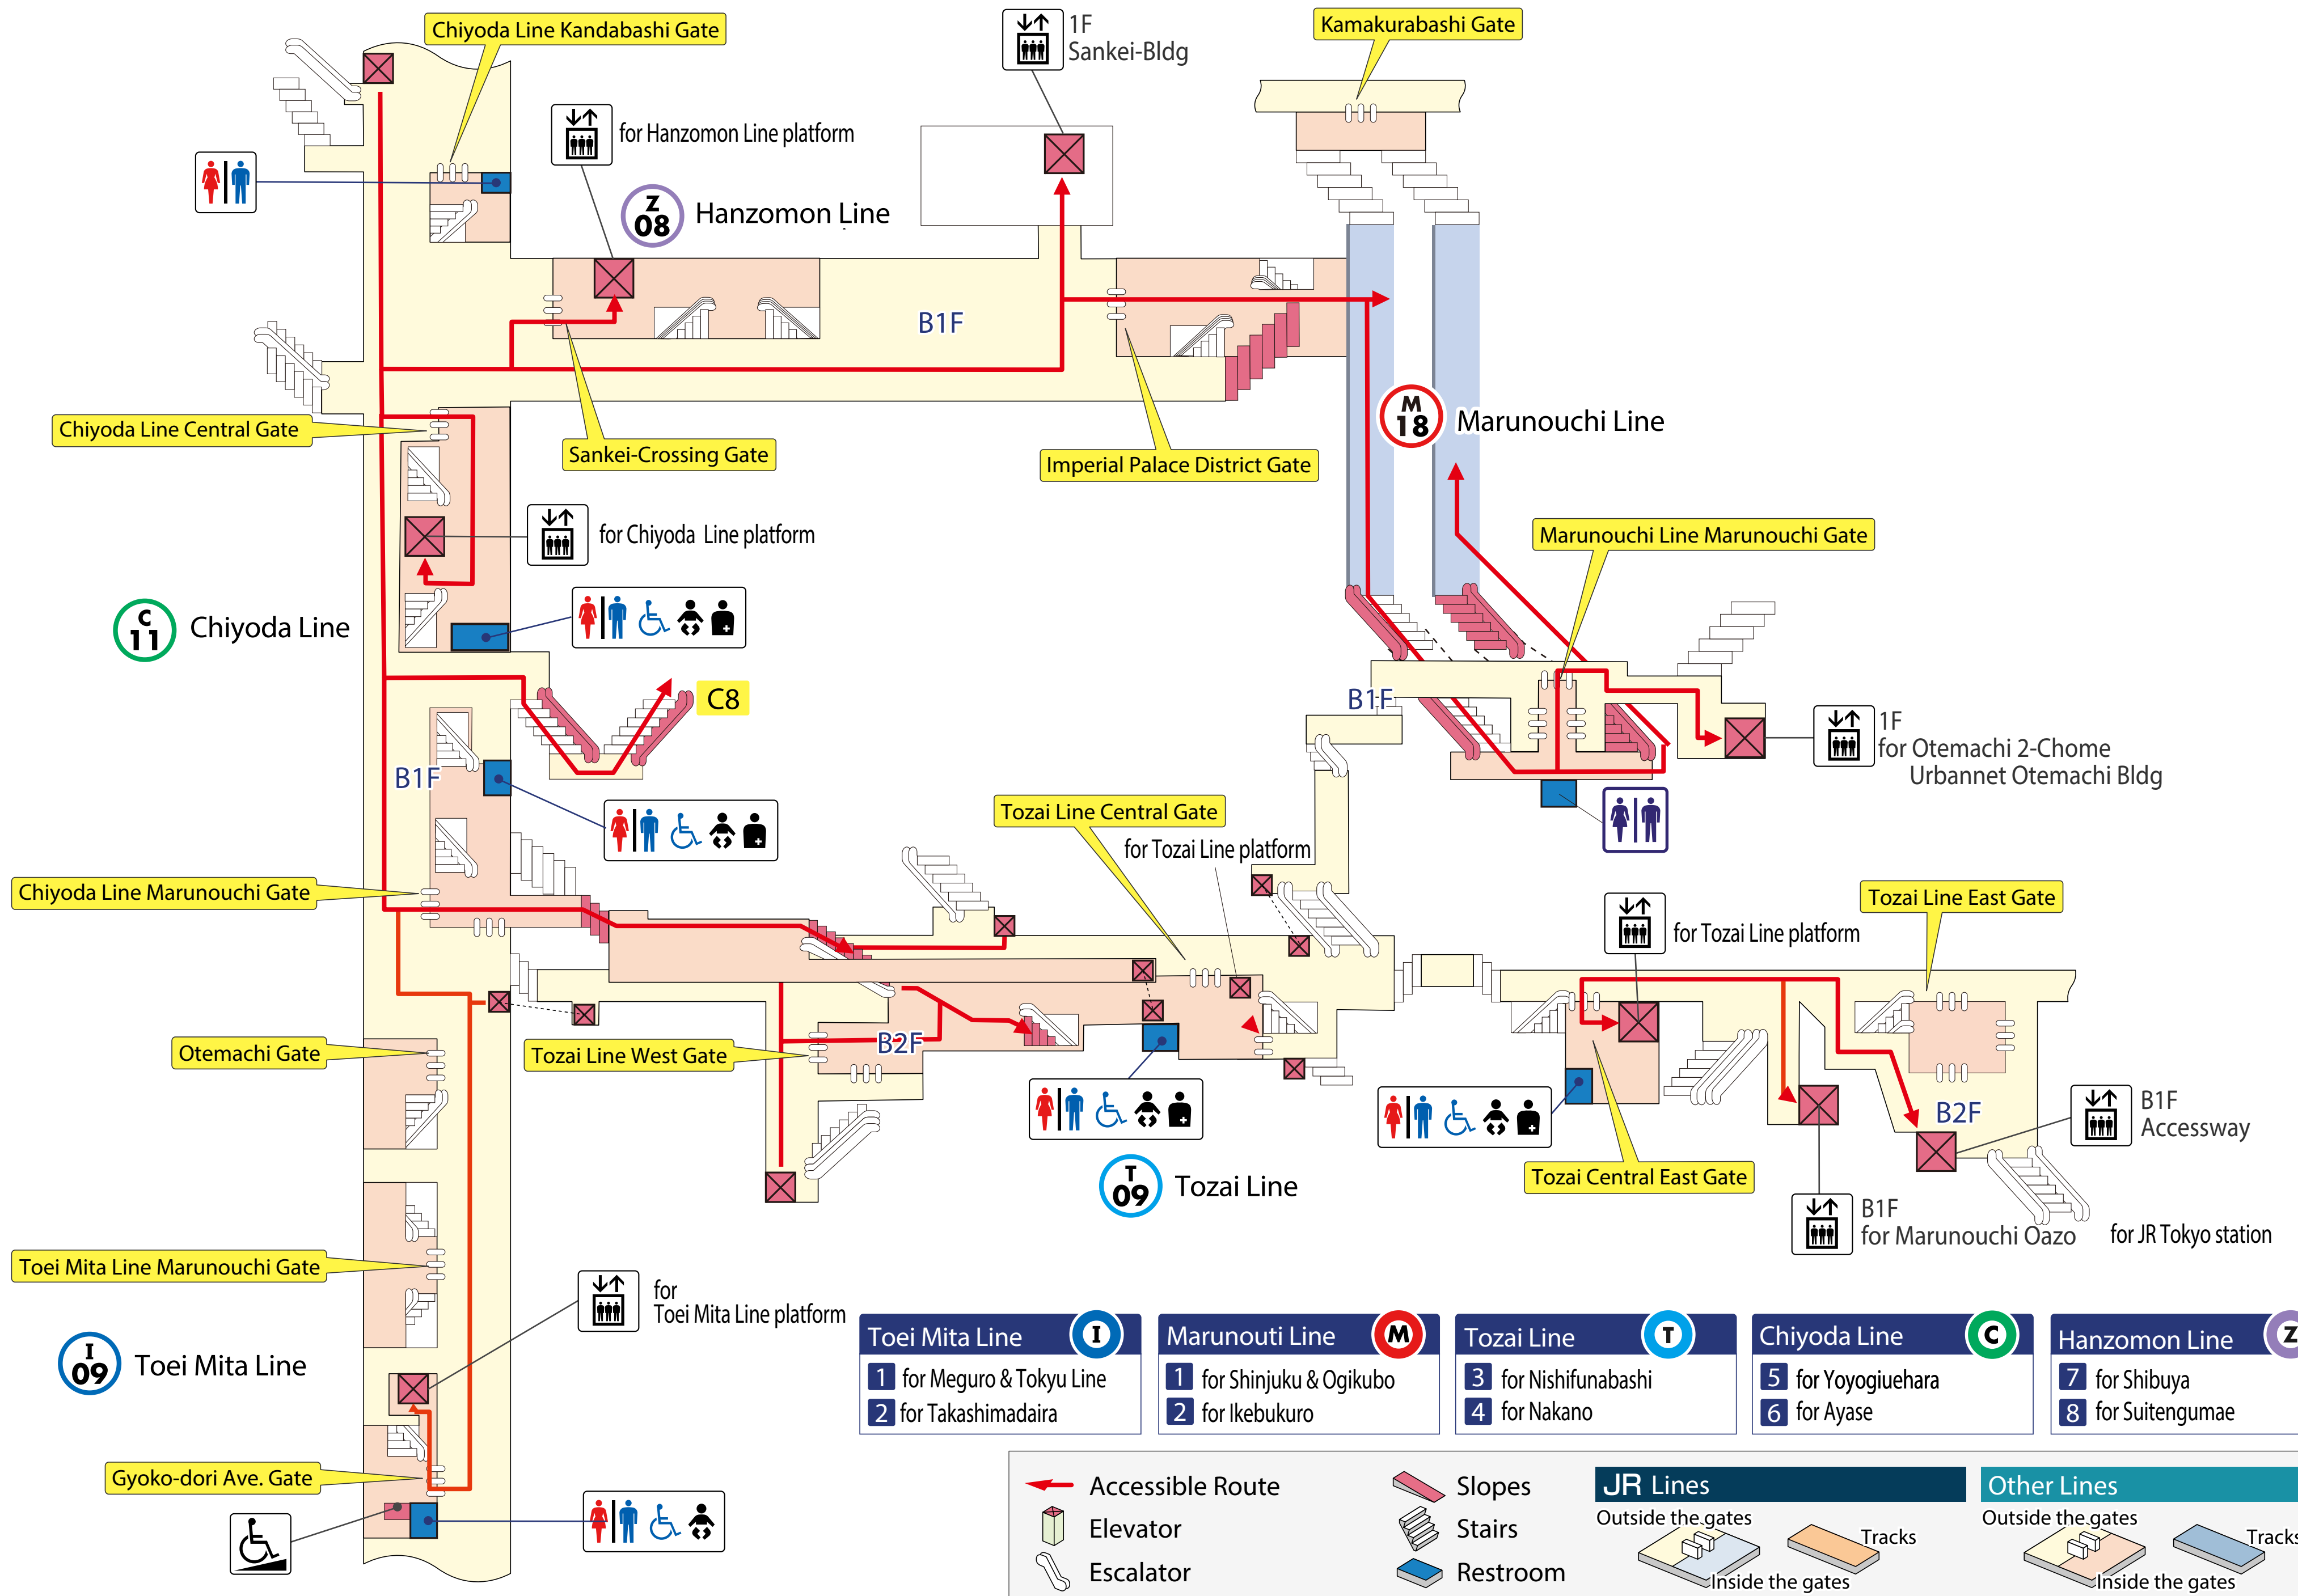 Chiyoda Line Kandabashi Gate
1F
Sankei-Bldg
Kamakurabashi Gate
for Hanzomon Line platform
Z
08
Hanzomon Line
B1F
Chiyoda Line Central Gate
Sankei-Crossing Gate
Imperial Palace District Gate
M
18
Marunouchi Line
for Chiyoda Line platform
Marunouchi Line Marunouchi Gate
C
11
Chiyoda Line
C8
B1F
1F
for Otemachi 2-Chome
Urbannet Otemachi Bldg
B1F
Tozai Line Central Gate
for Tozai Line platform
Chiyoda Line Marunouchi Gate
Tozai Line East Gate
for Tozai Line platform
Otemachi Gate
Tozai Line West Gate
B2F
B2F
B1F
Accessway
Tozai Central East Gate
T
09
Tozai Line
B1F
for Marunouchi Oazo
for JR Tokyo station
Toei Mita Line Marunouchi Gate
for
Toei Mita Line platform
I
09
Toei Mita Line
Gyoko-dori Ave. Gate
Toei Mita Line I
1 for Meguro & Tokyu Line
2 for Takashimadaira
Marunouti Line M
1 for Shinjuku & Ogikubo
2 for Ikebukuro
Tozai Line T
3 for Nishifunabashi
4 for Nakano
Chiyoda Line C
5 for Yoyogiuehara
6 for Ayase
Hanzomon Line Z
7 for Shibuya
8 for Suitengumae
Accessible Route
Elevator
Escalator
Slopes
Stairs
Restroom
JR Lines
Outside the gates
Tracks
Inside the gates
Other Lines
Outside the gates
Tracks
Inside the gates